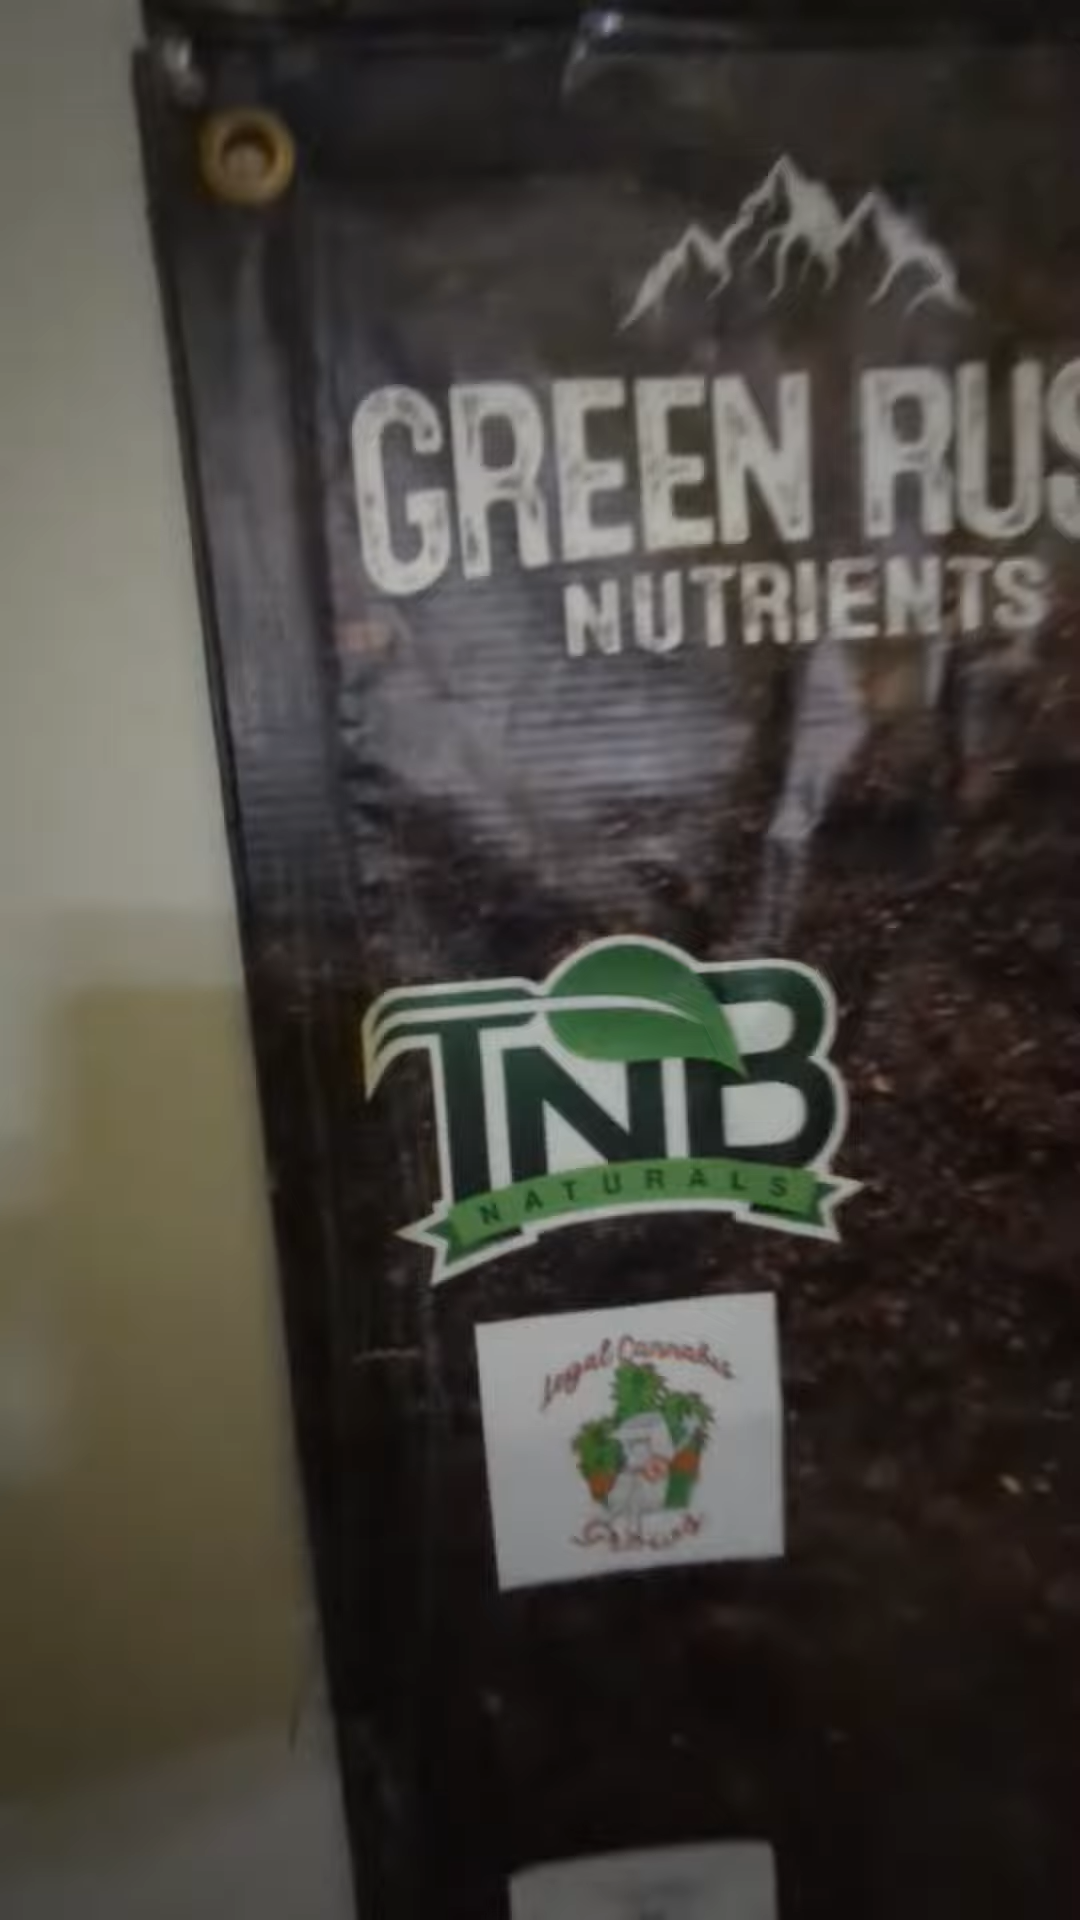 GREEN RUS
NUTRIENTS
TNB
NATURALS
Legal Cannabis